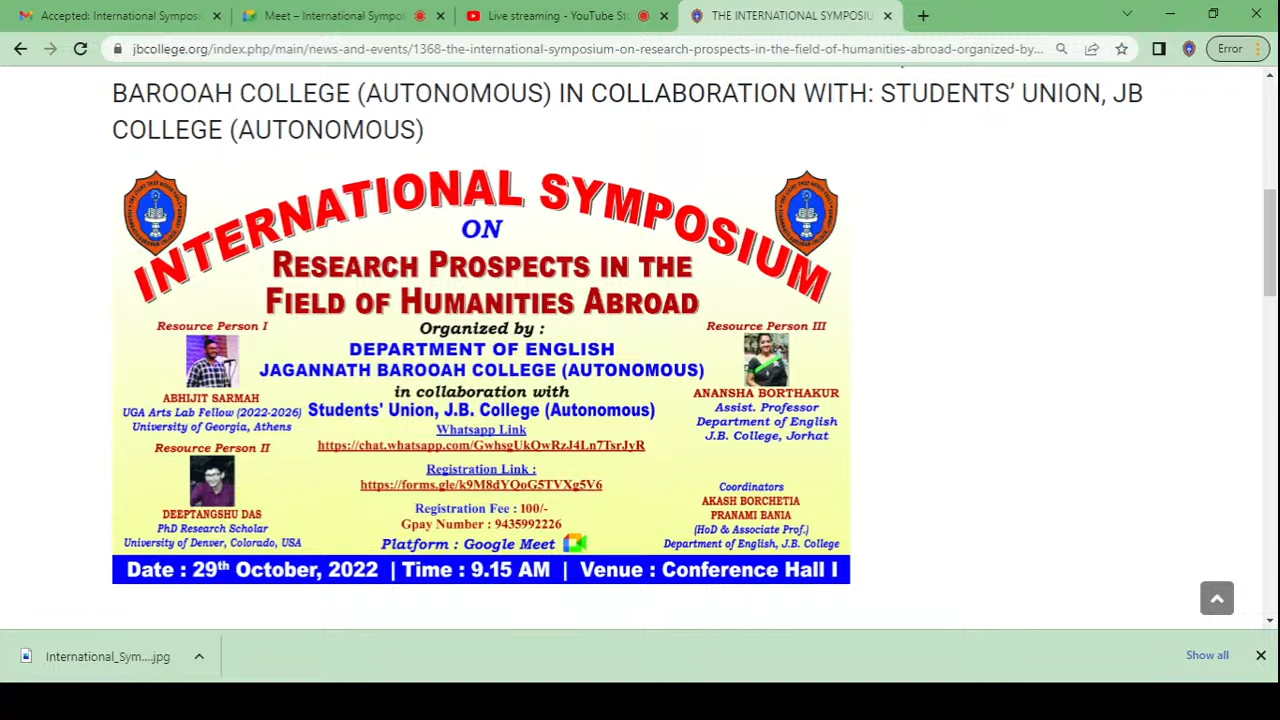 Accepted: International Symposi
Meet – International Sympo
Live streaming - YouTube Stu
THE INTERNATIONAL SYMPOSIU
jbcollege.org/index.php/main/news-and-events/1368-the-international-symposium-on-research-prospects-in-the-field-of-humanities-abroad-organized-by...
Error
BAROOAH COLLEGE (AUTONOMOUS) IN COLLABORATION WITH: STUDENTS’ UNION, JB
COLLEGE (AUTONOMOUS)
INTERNATIONAL SYMPOSIUM
ON
RESEARCH PROSPECTS IN THE
FIELD OF HUMANITIES ABROAD
Organized by :
DEPARTMENT OF ENGLISH
JAGANNATH BAROOAH COLLEGE (AUTONOMOUS)
in collaboration with
Students' Union, J.B. College (Autonomous)
Whatsapp Link
https://chat.whatsapp.com/GwhsgUkQwRzJ4Ln7TsrJyR
Registration Link :
https://forms.gle/k9M8dYQoG5TVXg5V6
Registration Fee : 100/-
Gpay Number : 9435992226
Platform : Google Meet
Resource Person I
ABHIJIT SARMAH
UGA Arts Lab Fellow (2022-2026)
University of Georgia, Athens
Resource Person II
DEEPTANGSHU DAS
PhD Research Scholar
University of Denver, Colorado, USA
Resource Person III
ANANSHA BORTHAKUR
Assist. Professor
Department of English
J.B. College, Jorhat
Coordinators
AKASH BORCHETIA
PRANAMI BANIA
(HoD & Associate Prof.)
Department of English, J.B. College
Date : 29th October, 2022 | Time : 9.15 AM | Venue : Conference Hall I
International_Sym....jpg
Show all